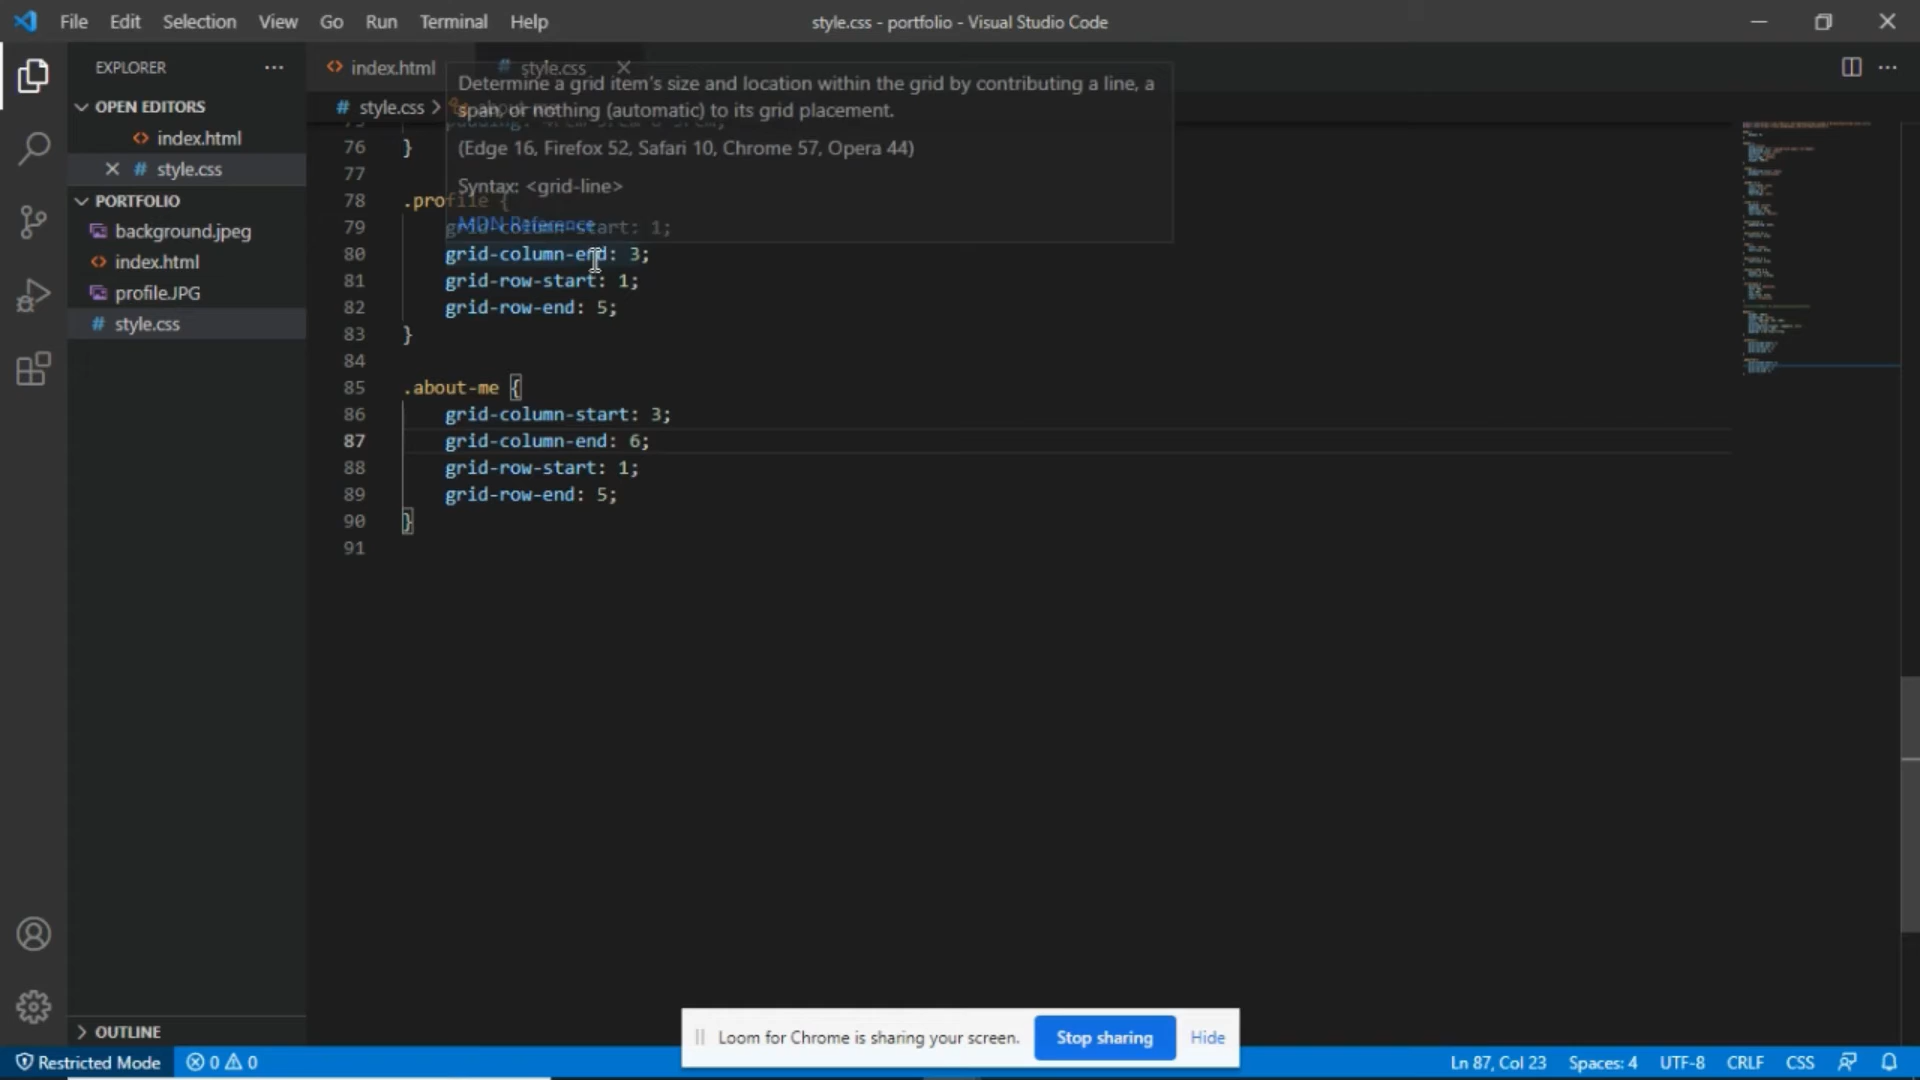 File Edit Selection View Go Run Terminal Help
style.css - portfolio - Visual Studio Code
EXPLORER
OPEN EDITORS
index.html
style.css
PORTFOLIO
background.jpeg
index.html
profile.JPG
style.css
OUTLINE
index.html
style.css
style.css > .about-me
Determine a grid item's size and location within the grid by contributing a line, a
span, or nothing (automatic) to its grid placement.
(Edge 16, Firefox 52, Safari 10, Chrome 57, Opera 44)
Syntax: <grid-line>
MDN Reference
76 }
77
78 .profile {
79 grid-column-start: 1;
80 grid-column-end: 3;
81 grid-row-start: 1;
82 grid-row-end: 5;
83 }
84
85 .about-me {
86 grid-column-start: 3;
87 grid-column-end: 6;
88 grid-row-start: 1;
89 grid-row-end: 5;
90 }
91
Loom for Chrome is sharing your screen. Stop sharing Hide
Restricted Mode 0 0 Ln 87, Col 23 Spaces: 4 UTF-8 CRLF CSS